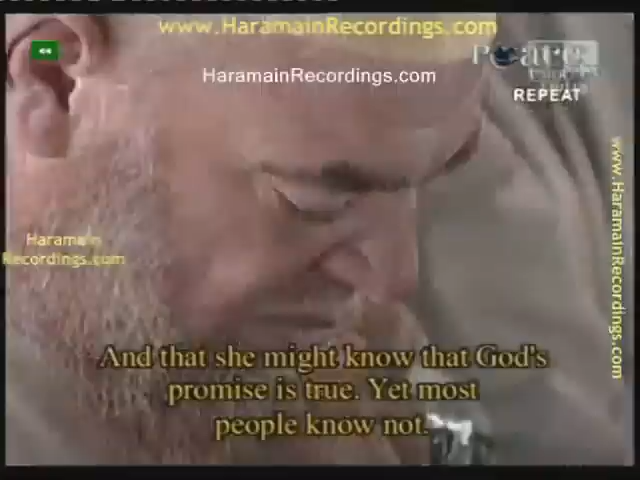 www.HaramainRecordings.com
HaramainRecordings.com
Peace
REPEAT
www.HaramainRecordings.com
Haramain
Recordings.com
And that she might know that God's
promise is true. Yet most
people know not.